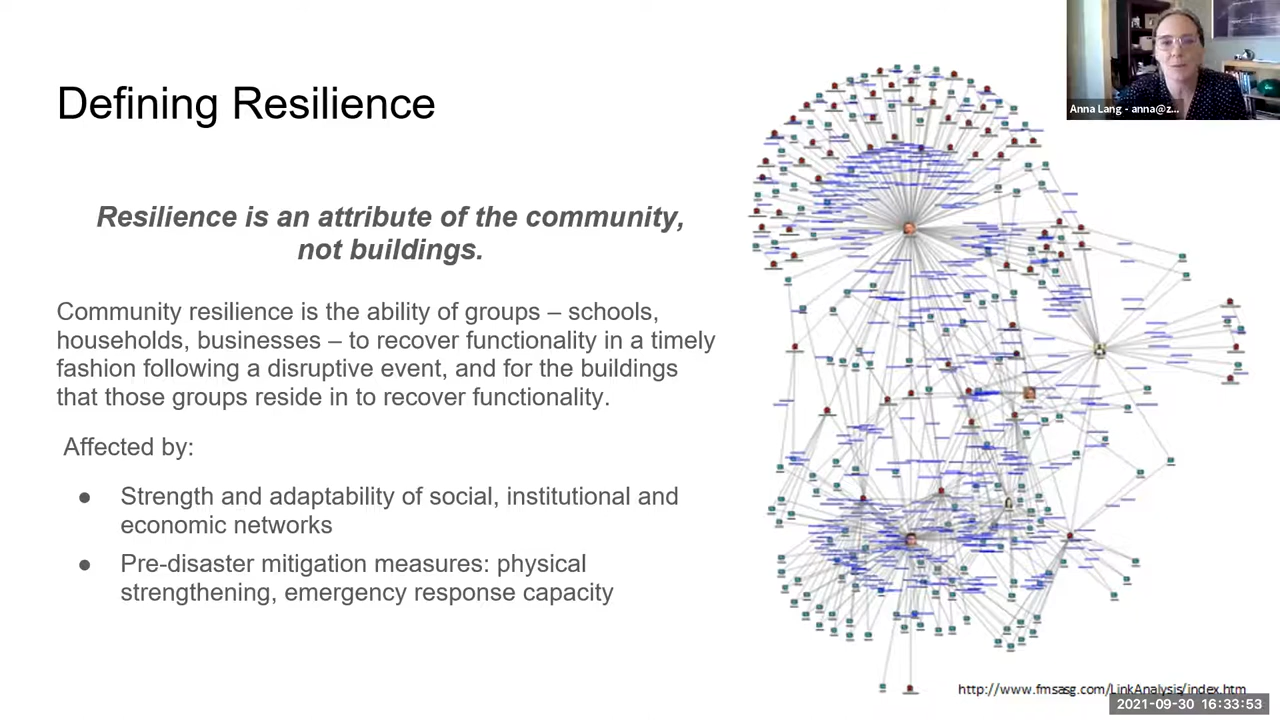 Defining Resilience
Anna Lang - anna@z...
Resilience is an attribute of the community,
not buildings.
Community resilience is the ability of groups – schools,
households, businesses – to recover functionality in a timely
fashion following a disruptive event, and for the buildings
that those groups reside in to recover functionality.
Affected by:
● Strength and adaptability of social, institutional and
economic networks
● Pre-disaster mitigation measures: physical
strengthening, emergency response capacity
http://www.fmsasg.com/LinkAnalysis/index.htm
2021-09-30 16:33:53